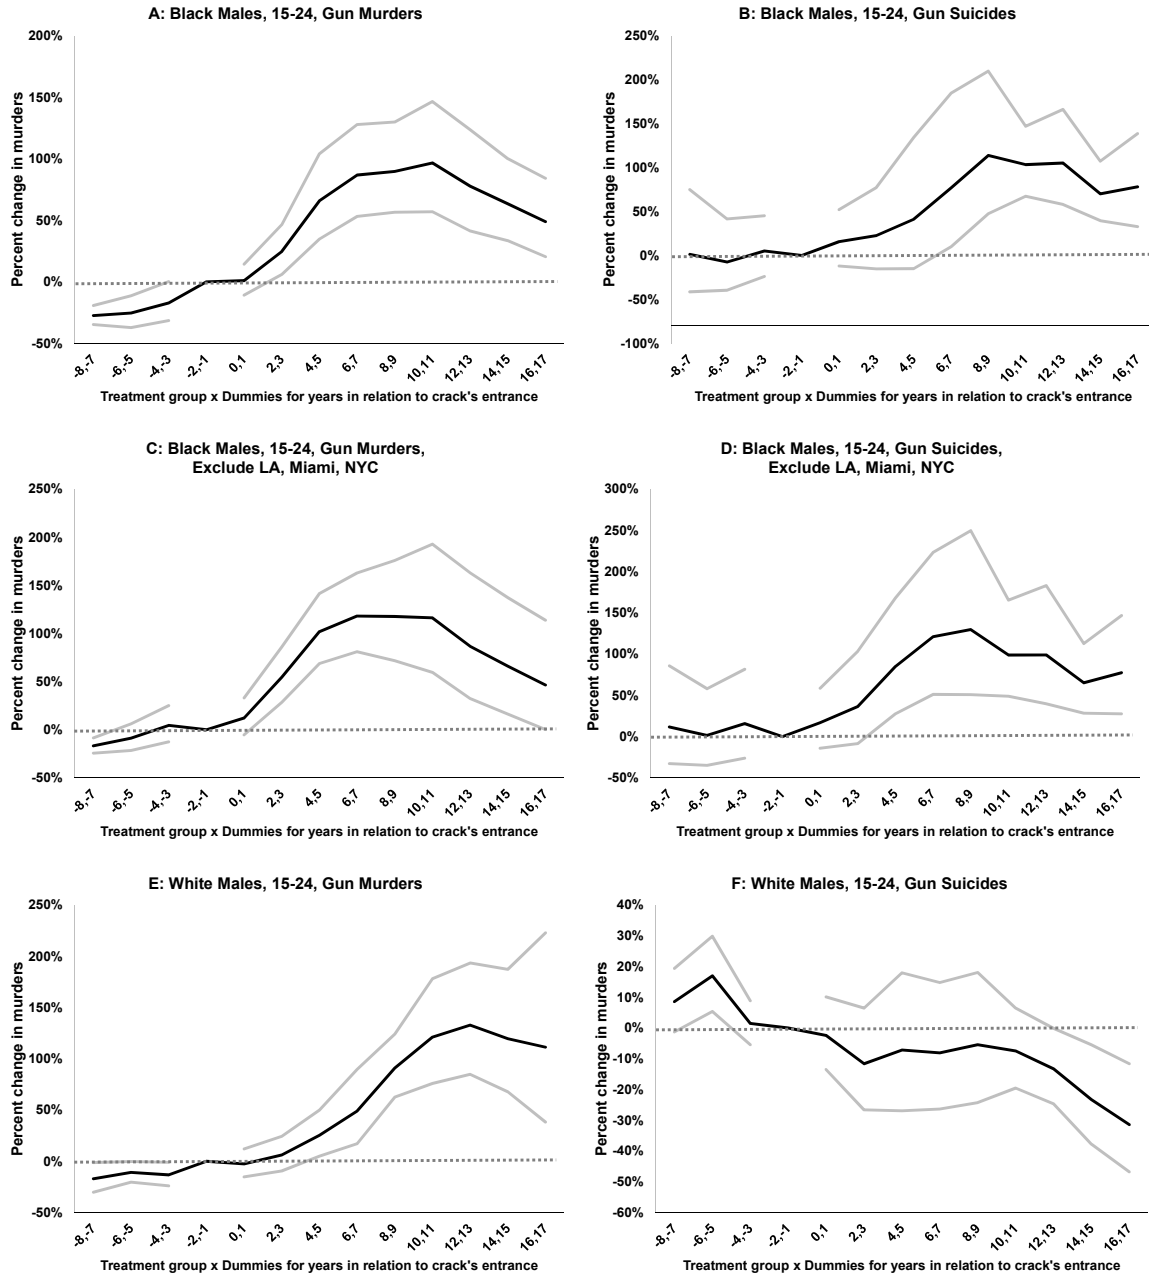 A: Black Males, 15-24, Gun Murders
200%
150%
100%
50%
0%
-50%
Percent change in murders
-8,-7 -6,-5 -4,-3 -2,-1 0,1 2,3 4,5 6,7 8,9 10,11 12,13 14,15 16,17
Treatment group x Dummies for years in relation to crack's entrance
B: Black Males, 15-24, Gun Suicides
250%
200%
150%
100%
50%
0%
-50%
-100%
Percent change in murders
-8,-7 -6,-5 -4,-3 -2,-1 0,1 2,3 4,5 6,7 8,9 10,11 12,13 14,15 16,17
Treatment group x Dummies for years in relation to crack's entrance
C: Black Males, 15-24, Gun Murders,
Exclude LA, Miami, NYC
250%
200%
150%
100%
50%
0%
-50%
Percent change in murders
-8,-7 -6,-5 -4,-3 -2,-1 0,1 2,3 4,5 6,7 8,9 10,11 12,13 14,15 16,17
Treatment group x Dummies for years in relation to crack's entrance
D: Black Males, 15-24, Gun Suicides,
Exclude LA, Miami, NYC
300%
250%
200%
150%
100%
50%
0%
-50%
Percent change in murders
-8,-7 -6,-5 -4,-3 -2,-1 0,1 2,3 4,5 6,7 8,9 10,11 12,13 14,15 16,17
Treatment group x Dummies for years in relation to crack's entrance
E: White Males, 15-24, Gun Murders
250%
200%
150%
100%
50%
0%
-50%
Percent change in murders
-8,-7 -6,-5 -4,-3 -2,-1 0,1 2,3 4,5 6,7 8,9 10,11 12,13 14,15 16,17
Treatment group x Dummies for years in relation to crack's entrance
F: White Males, 15-24, Gun Suicides
40%
30%
20%
10%
0%
-10%
-20%
-30%
-40%
-50%
-60%
Percent change in murders
-8,-7 -6,-5 -4,-3 -2,-1 0,1 2,3 4,5 6,7 8,9 10,11 12,13 14,15 16,17
Treatment group x Dummies for years in relation to crack's entrance